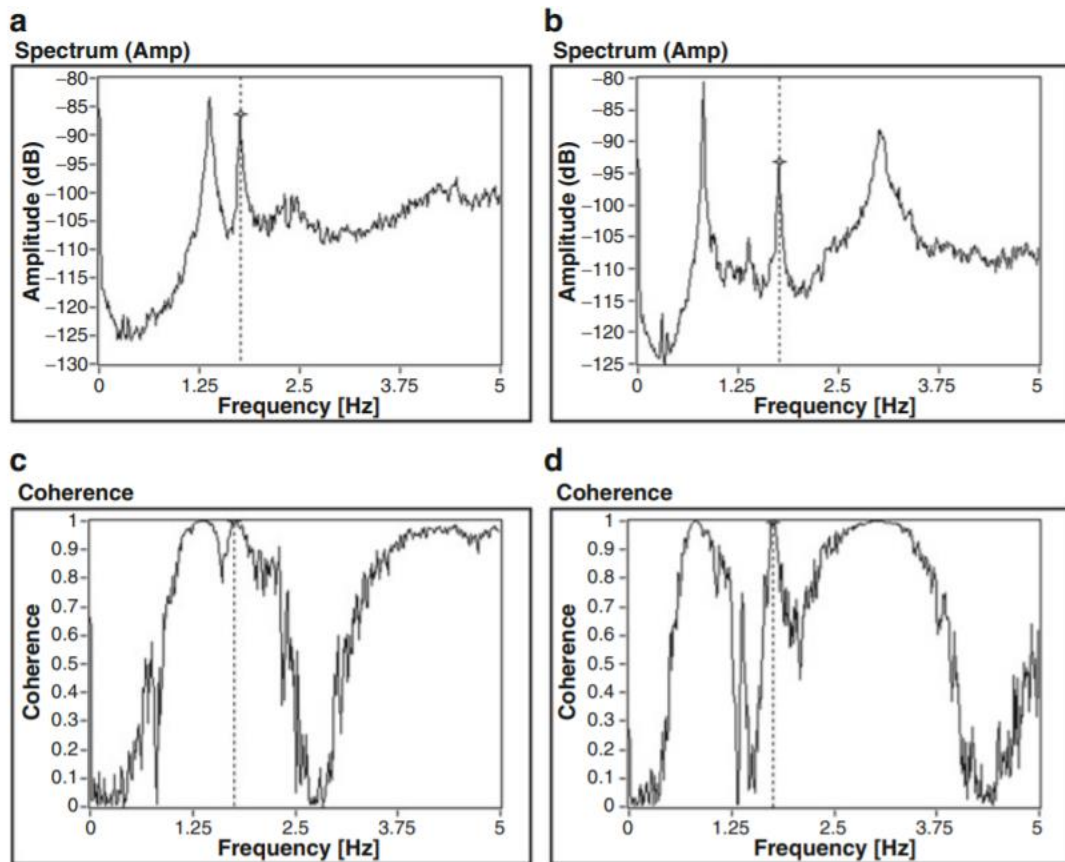 a
Spectrum (Amp)
Amplitude (dB)
−80
−85
−90
−95
−100
−105
−110
−115
−120
−125
−130
0 1.25 2.5 3.75 5
Frequency [Hz]
b
Spectrum (Amp)
Amplitude (dB)
−80
−85
−90
−95
−100
−105
−110
−115
−120
−125
0 1.25 2.5 3.75 5
Frequency [Hz]
c
Coherence
Coherence
1
0.9
0.8
0.7
0.6
0.5
0.4
0.3
0.2
0.1
0
0 1.25 2.5 3.75 5
Frequency [Hz]
d
Coherence
Coherence
1
0.9
0.8
0.7
0.6
0.5
0.4
0.3
0.2
0.1
0
0 1.25 2.5 3.75 5
Frequency [Hz]